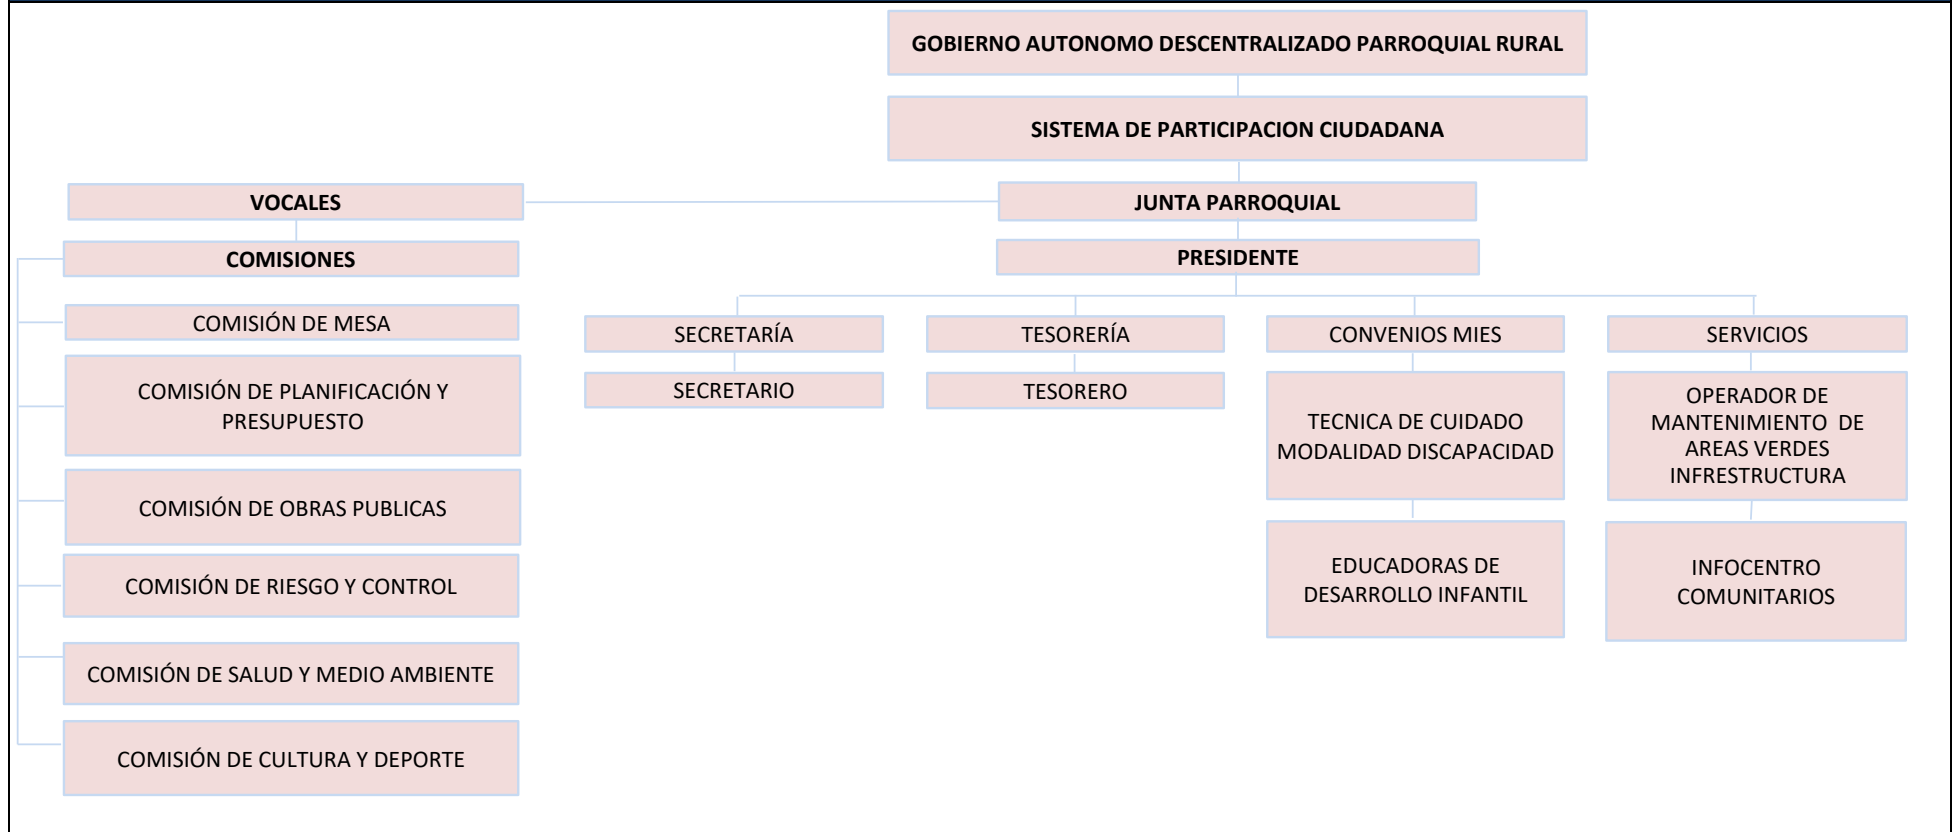 GOBIERNO AUTONOMO DESCENTRALIZADO PARROQUIAL RURAL
SISTEMA DE PARTICIPACION CIUDADANA
VOCALES
JUNTA PARROQUIAL
COMISIONES
PRESIDENTE
COMISIÓN DE MESA
COMISIÓN DE PLANIFICACIÓN Y
PRESUPUESTO
COMISIÓN DE OBRAS PUBLICAS
COMISIÓN DE RIESGO Y CONTROL
COMISIÓN DE SALUD Y MEDIO AMBIENTE
COMISIÓN DE CULTURA Y DEPORTE
SECRETARÍA
SECRETARIO
TESORERÍA
TESORERO
CONVENIOS MIES
TECNICA DE CUIDADO
MODALIDAD DISCAPACIDAD
EDUCADORAS DE
DESARROLLO INFANTIL
SERVICIOS
OPERADOR DE
MANTENIMIENTO  DE
AREAS VERDES
INFRESTRUCTURA
INFOCENTRO
COMUNITARIOS